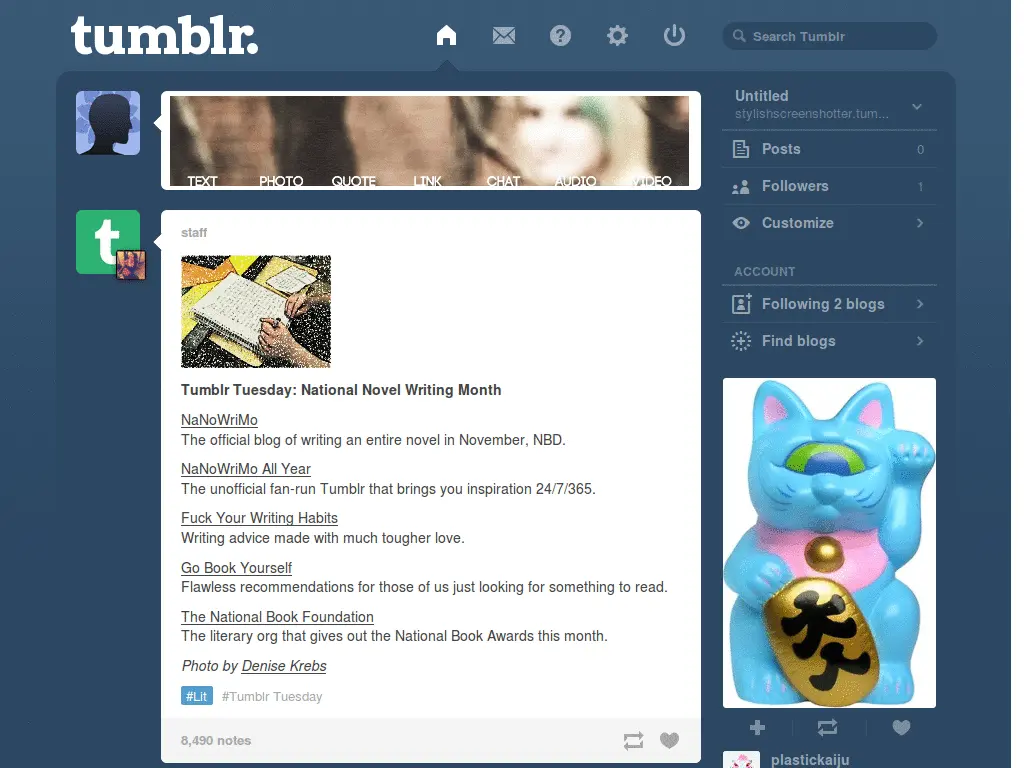 tumblr.
Search Tumblr
TEXT PHOTO QUOTE LINK CHAT AUDIO VIDEO
Untitled
stylishscreenshotter.tum...
Posts 0
Followers 1
Customize
ACCOUNT
Following 2 blogs
Find blogs
t
staff
Tumblr Tuesday: National Novel Writing Month
NaNoWriMo
The official blog of writing an entire novel in November, NBD.
NaNoWriMo All Year
The unofficial fan-run Tumblr that brings you inspiration 24/7/365.
Fuck Your Writing Habits
Writing advice made with much tougher love.
Go Book Yourself
Flawless recommendations for those of us just looking for something to read.
The National Book Foundation
The literary org that gives out the National Book Awards this month.
Photo by Denise Krebs
#Lit #Tumblr Tuesday
8,490 notes
plastickaiju